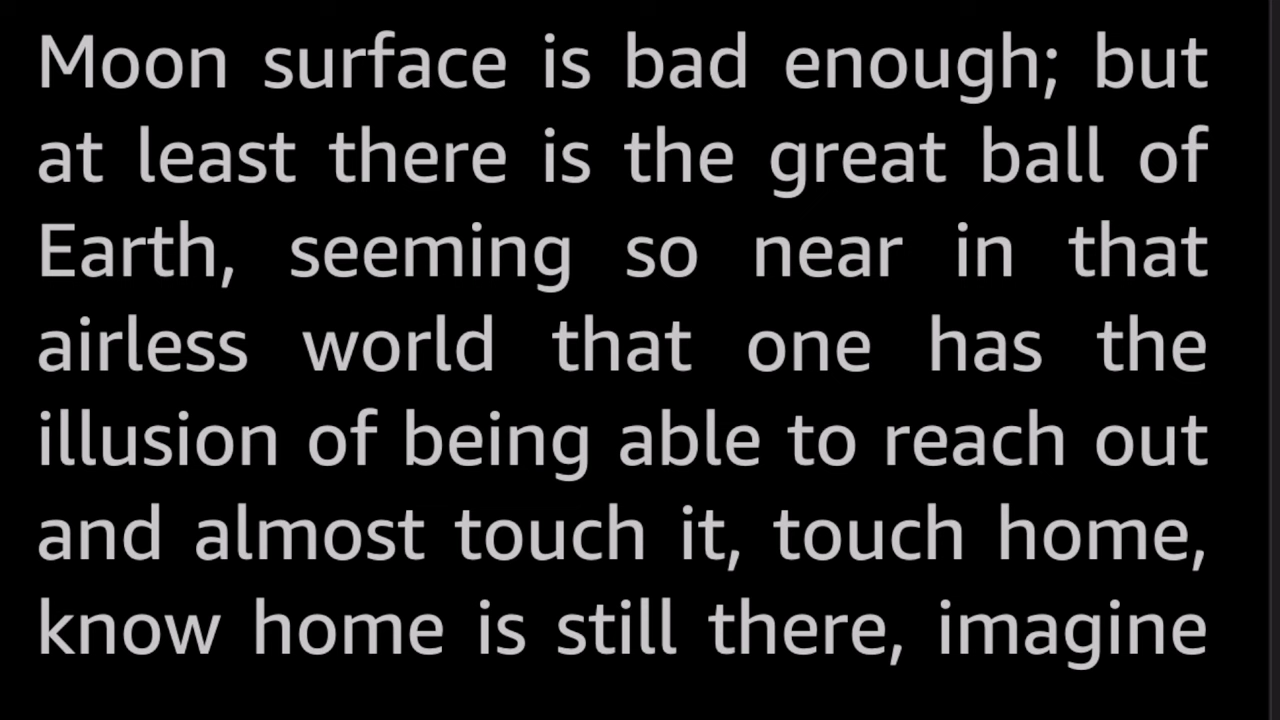 Moon surface is bad enough; but
at least there is the great ball of
Earth, seeming so near in that
airless world that one has the
illusion of being able to reach out
and almost touch it, touch home,
know home is still there, imagine